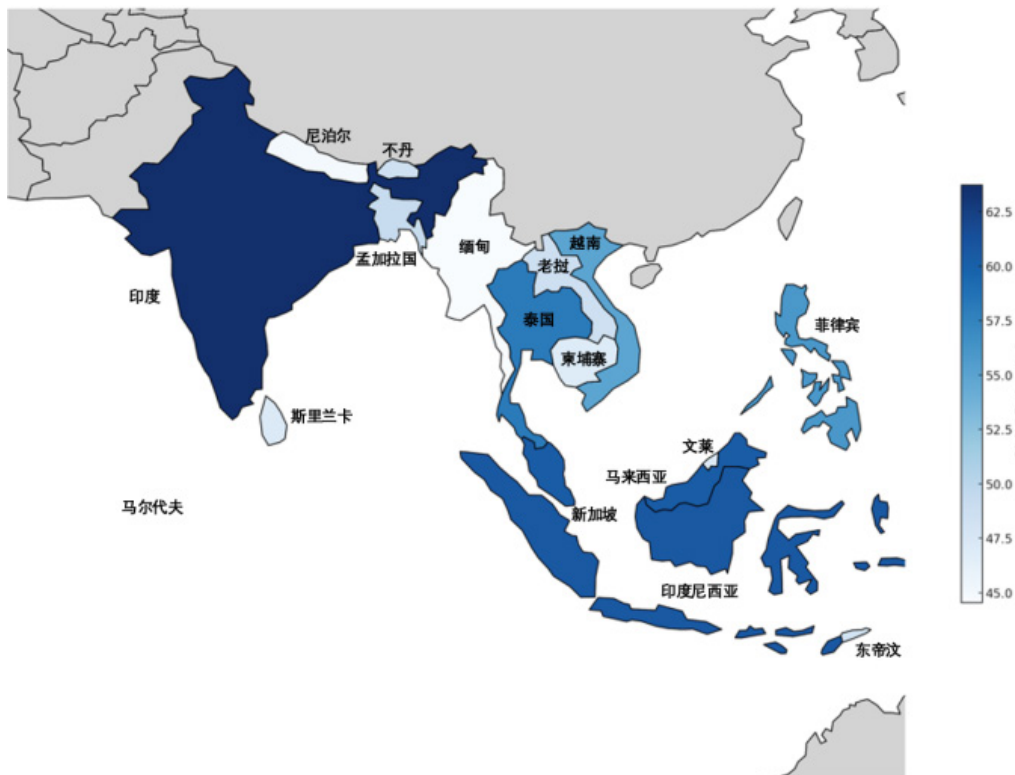 尼泊尔
不丹
孟加拉国
缅甸
越南
老挝
印度
泰国
菲律宾
柬埔寨
斯里兰卡
文莱
马来西亚
马尔代夫
新加坡
印度尼西亚
东帝汶
62.5
60.0
57.5
55.0
52.5
50.0
47.5
45.0